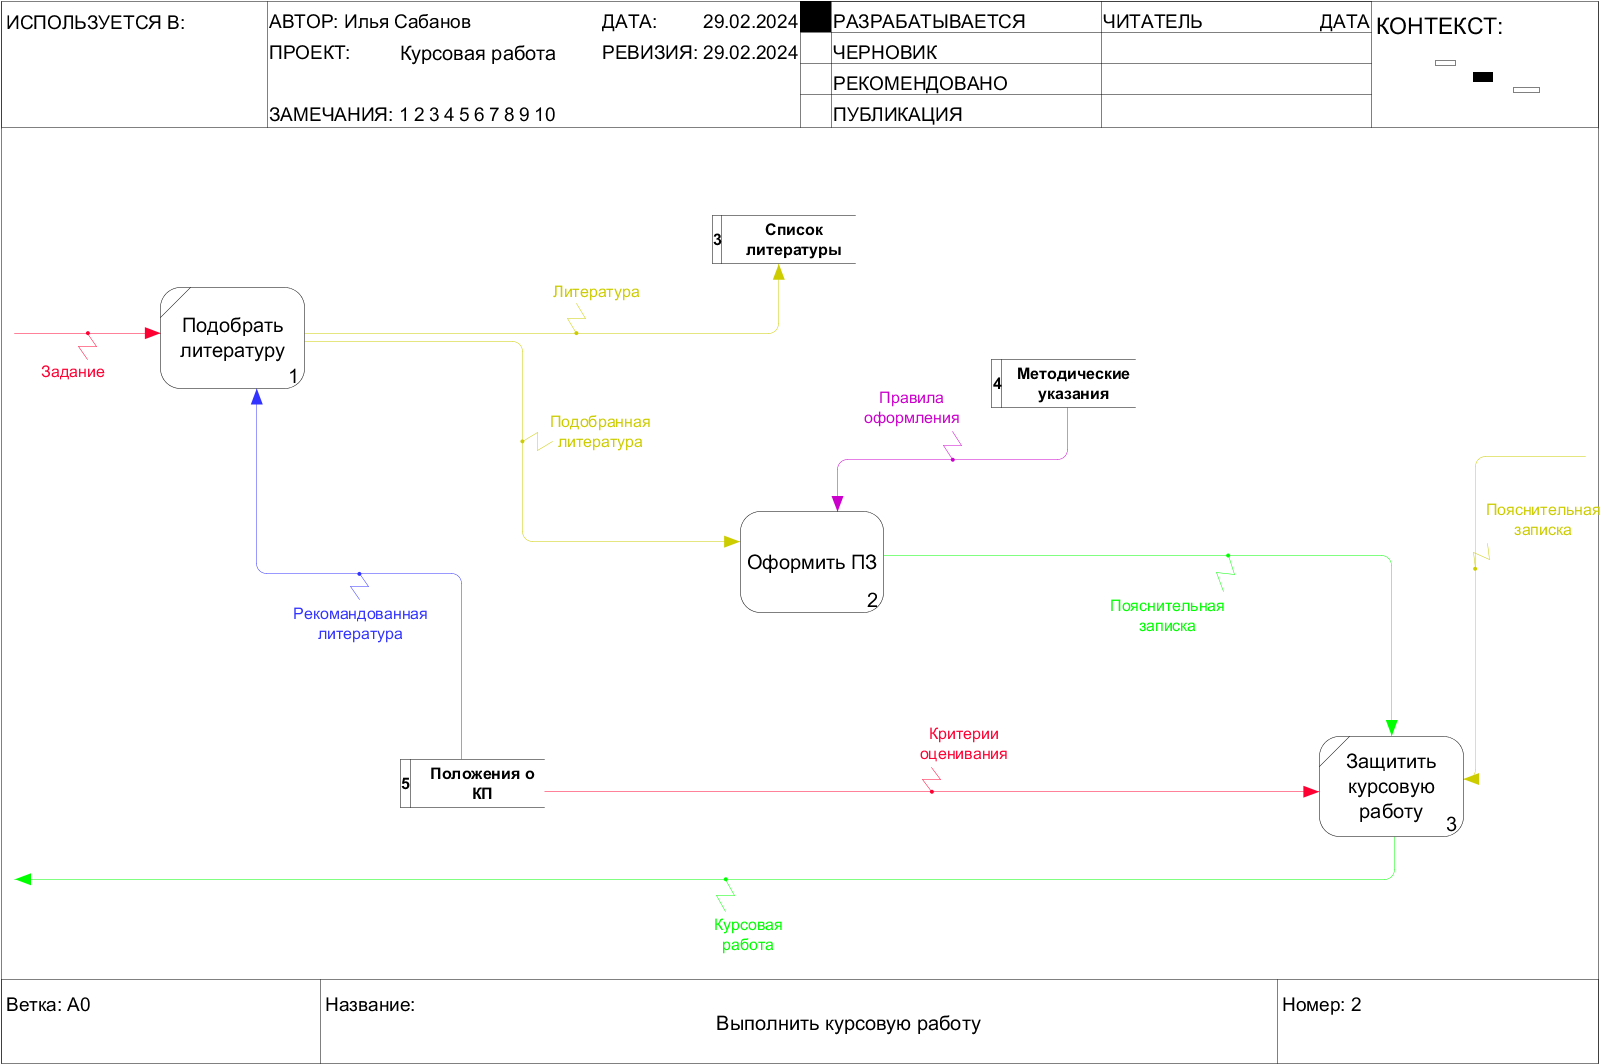 ИСПОЛЬЗУЕТСЯ В:
АВТОР: Илья Сабанов
ДАТА: 29.02.2024
ПРОЕКТ: Курсовая работа
РЕВИЗИЯ: 29.02.2024
ЗАМЕЧАНИЯ: 1 2 3 4 5 6 7 8 9 10
РАЗРАБАТЫВАЕТСЯ
ЧЕРНОВИК
РЕКОМЕНДОВАНО
ПУБЛИКАЦИЯ
ЧИТАТЕЛЬ
ДАТА
КОНТЕКСТ:
3
Список
литературы
Литература
Подобрать
литературу
1
Задание
4
Методические
указания
Правила
оформления
Подобранная
литература
Пояснительная
записка
Оформить ПЗ
2
Пояснительная
записка
Рекомандованная
литература
Критерии
оценивания
5
Положения о
КП
Защитить
курсовую
работу
3
Курсовая
работа
Ветка: A0
Название:
Выполнить курсовую работу
Номер: 2